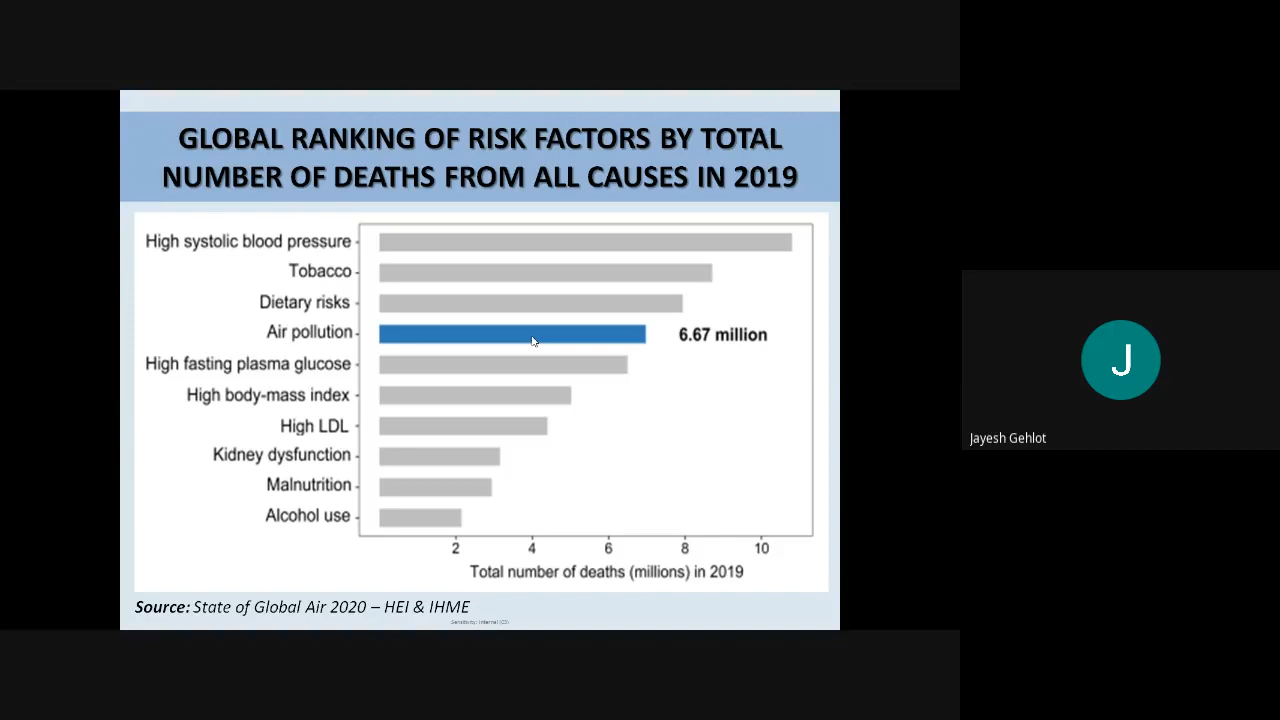 GLOBAL RANKING OF RISK FACTORS BY TOTAL
NUMBER OF DEATHS FROM ALL CAUSES IN 2019
High systolic blood pressure
Tobacco
Dietary risks
Air pollution
6.67 million
High fasting plasma glucose
High body-mass index
High LDL
Kidney dysfunction
Malnutrition
Alcohol use
2 4 6 8 10
Total number of deaths (millions) in 2019
Source: State of Global Air 2020 – HEI & IHME
Sensitivity: Internal (C3)
J
Jayesh Gehlot